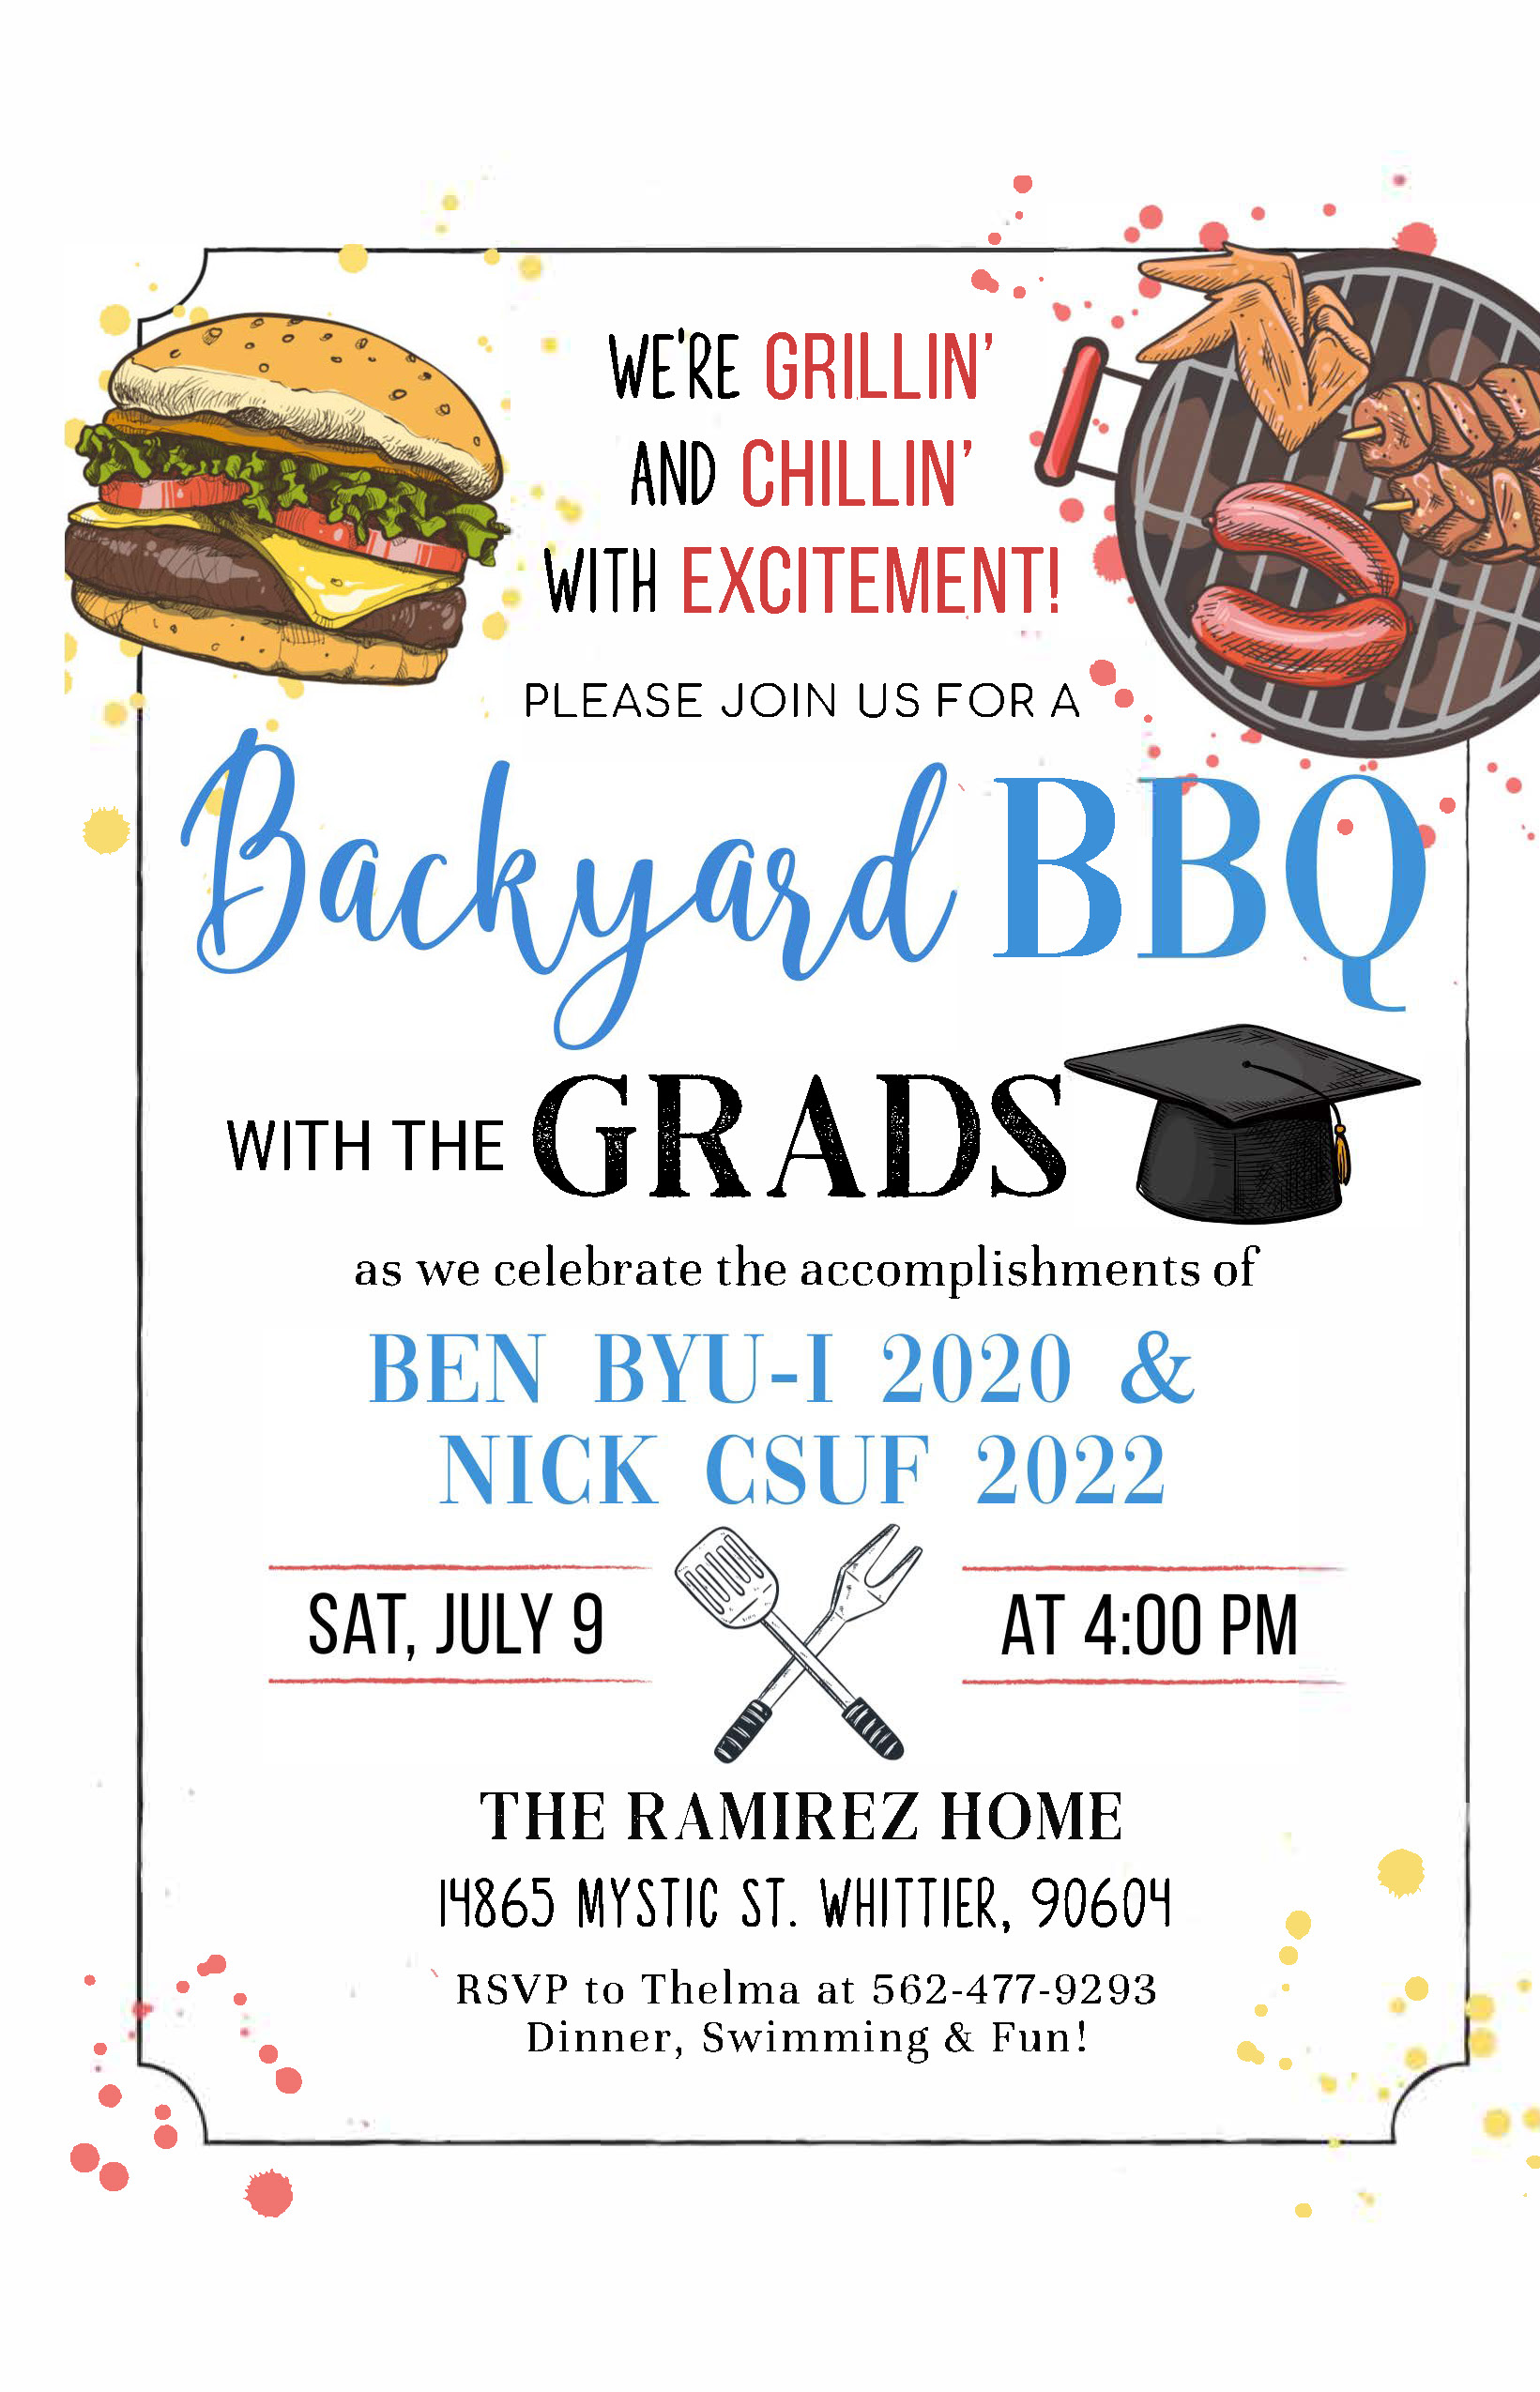 WE'RE GRILLIN'
AND CHILLIN'
WITH EXCITEMENT!
PLEASE JOIN US FOR A
Backyard BBQ
WITH THE GRADS
as we celebrate the accomplishments of
BEN BYU-I 2020 &
NICK CSUF 2022
SAT, JULY 9
AT 4:00 PM
THE RAMIREZ HOME
14865 MYSTIC ST. WHITTIER, 90604
RSVP to Thelma at 562-477-9293
Dinner, Swimming & Fun!